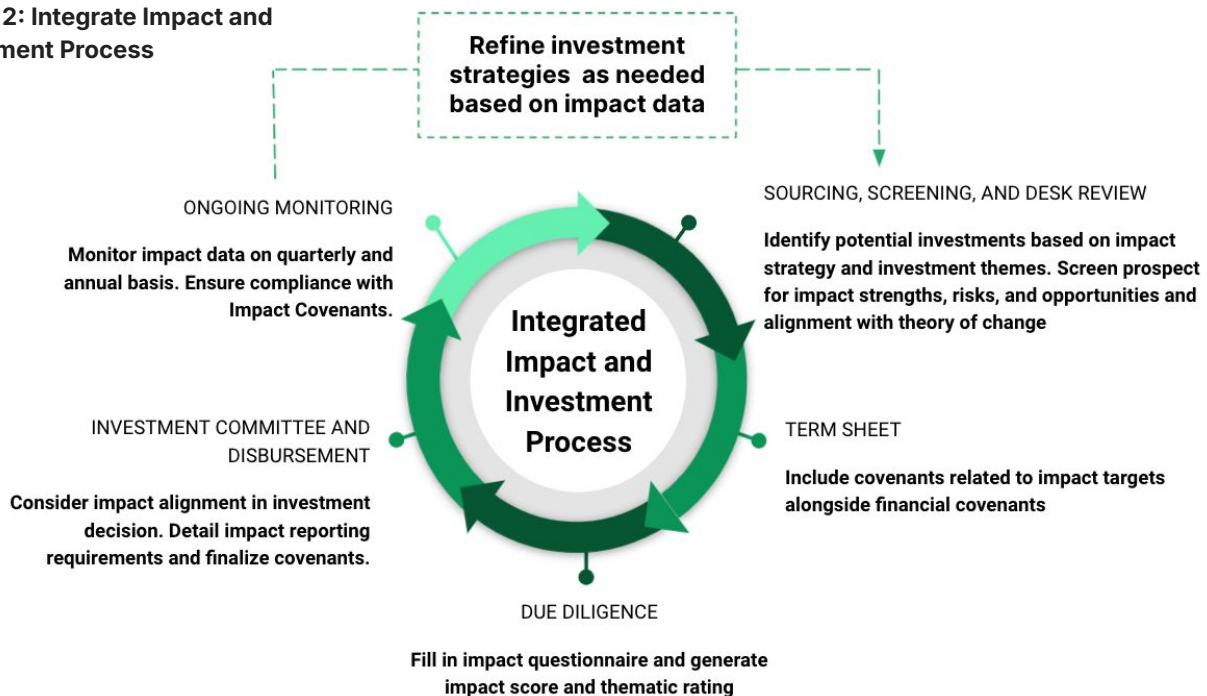 2: Integrate Impact and
ment Process
Refine investment
strategies as needed
based on impact data
ONGOING MONITORING
Monitor impact data on quarterly and
annual basis. Ensure compliance with
Impact Covenants.
SOURCING, SCREENING, AND DESK REVIEW
Identify potential investments based on impact
strategy and investment themes. Screen prospect
for impact strengths, risks, and opportunities and
alignment with theory of change
Integrated
Impact and
Investment
Process
INVESTMENT COMMITTEE AND
DISBURSEMENT
Consider impact alignment in investment
decision. Detail impact reporting
requirements and finalize covenants.
TERM SHEET
Include covenants related to impact targets
alongside financial covenants
DUE DILIGENCE
Fill in impact questionnaire and generate
impact score and thematic rating